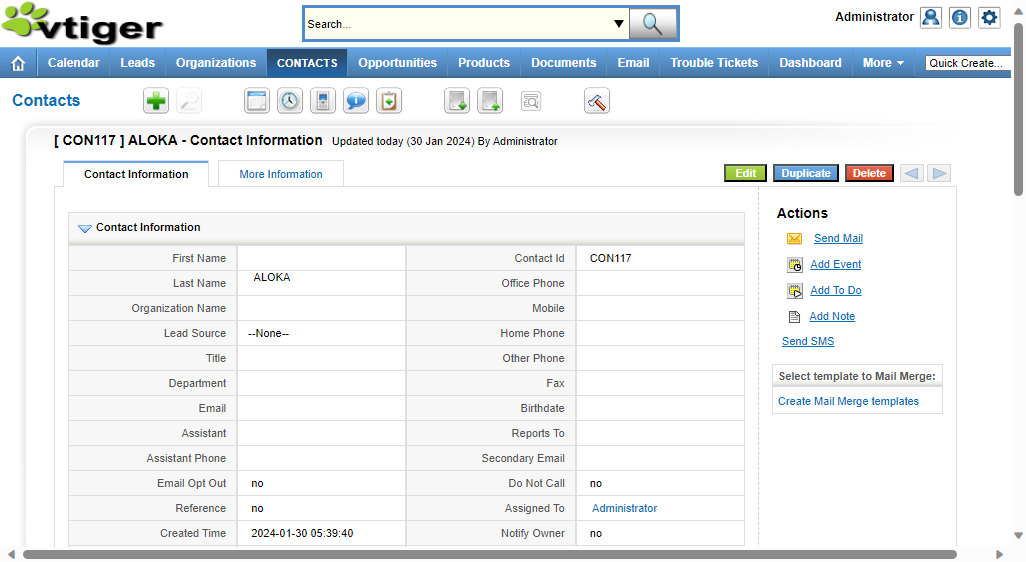 vtiger
Search...
Administrator
Calendar Leads Organizations CONTACTS Opportunities Products Documents Email Trouble Tickets Dashboard More Quick Create...
Contacts
[ CON117 ] ALOKA - Contact Information Updated today (30 Jan 2024) By Administrator
Contact Information More Information
Edit Duplicate Delete
Contact Information
First Name Contact Id CON117
Last Name ALOKA Office Phone
Organization Name Mobile
Lead Source --None-- Home Phone
Title Other Phone
Department Fax
Email Birthdate
Assistant Reports To
Assistant Phone Secondary Email
Email Opt Out no Do Not Call no
Reference no Assigned To Administrator
Created Time 2024-01-30 05:39:40 Notify Owner no
Actions
Send Mail
Add Event
Add To Do
Add Note
Send SMS
Select template to Mail Merge:
Create Mail Merge templates